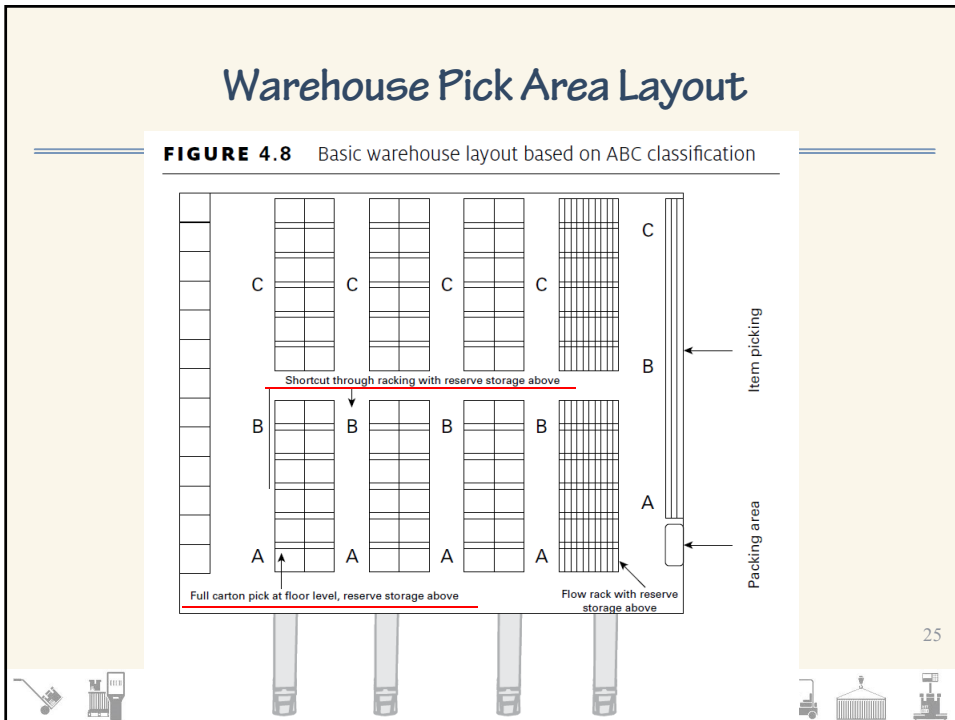 Warehouse Pick Area Layout
FIGURE 4.8 Basic warehouse layout based on ABC classification
C
C C C C
B
Shortcut through racking with reserve storage above
B B B B
A
A A A A
Full carton pick at floor level, reserve storage above
Flow rack with reserve
storage above
Item picking
Packing area
25